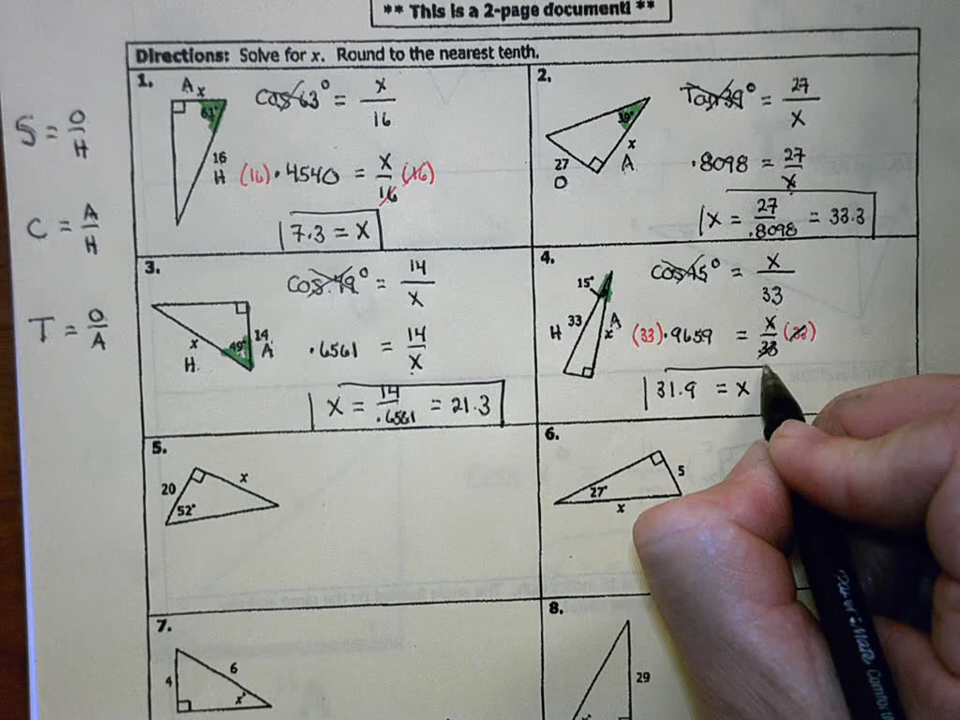 ** This is a 2-page document! **
Directions: Solve for x. Round to the nearest tenth.
S = O/H
C = A/H
T = O/A
1.
A x
63°
16
H
Cos 63° = x/16
(16) .4540 = x/16 (16)
7.3 = x
2.
39°
x
A
27
O
Tan 39° = 27/x
.8098 = 27/x
x = 27/.8098 = 33.3
3.
14
A
49°
x
H
Cos 49° = 14/x
.6561 = 14/x
x = 14/.6561 = 21.3
4.
15°
33
H
A
x
Cos 15° = x/33
(33) .9659 = x/33 (33)
31.9 = x
5.
20
x
52°
6.
5
27°
x
7.
4
6
x°
8.
29